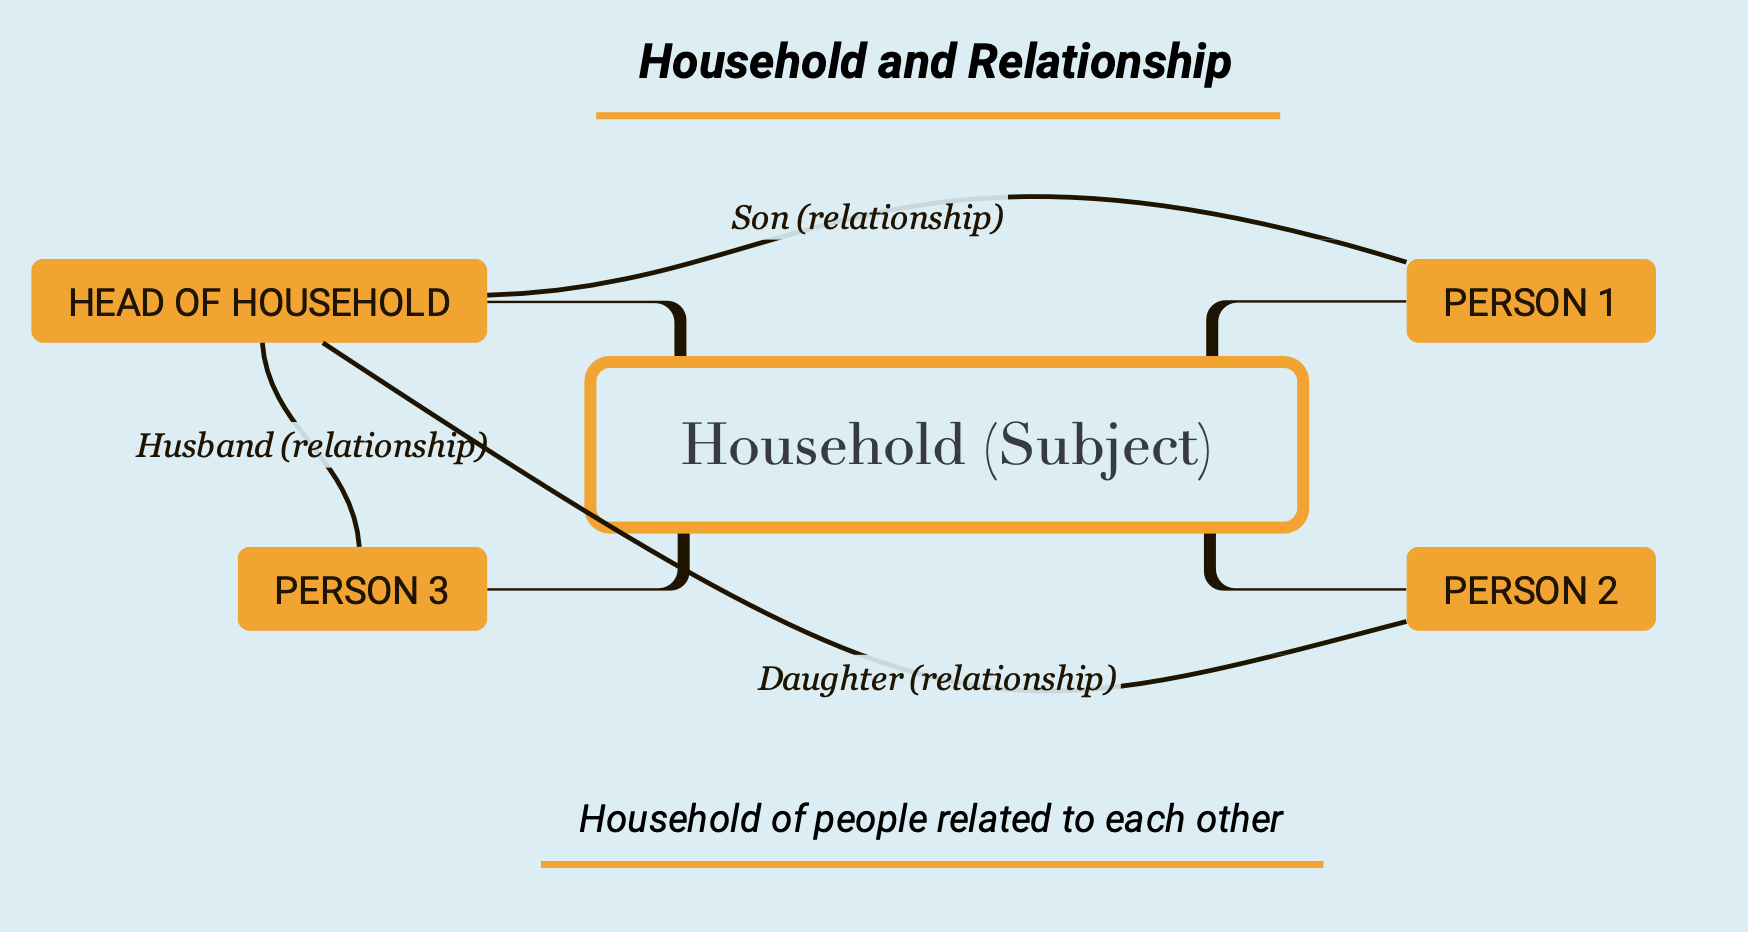 Household and Relationship
Son (relationship)
HEAD OF HOUSEHOLD
PERSON 1
Household (Subject)
Husband (relationship)
PERSON 3
PERSON 2
Daughter (relationship)
Household of people related to each other